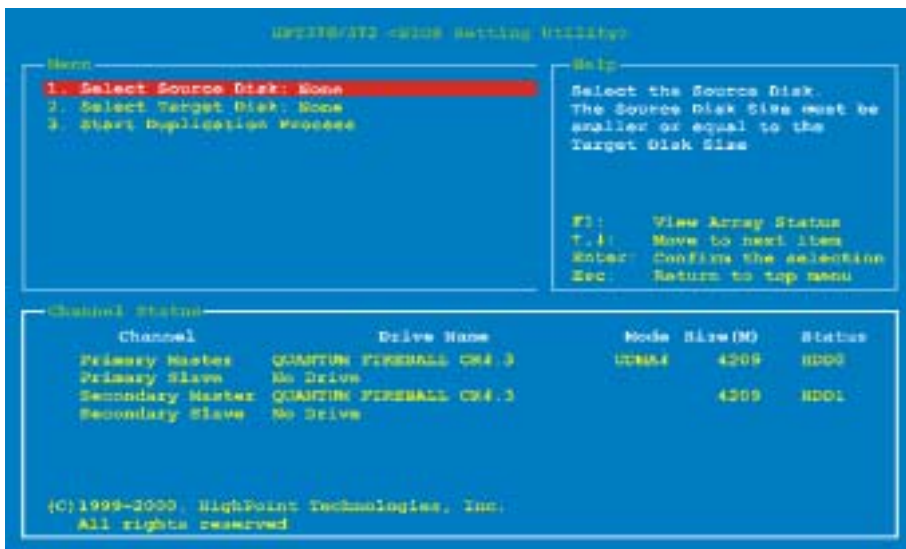 HPT370/372 <BIOS Setting Utility>
Menu
1. Select Source Disk: None
2. Select Target Disk: None
3. Start Duplication Process
Help
Select the Source Disk.
The Source Disk Size must be
smaller or equal to the
Target Disk Size
F1: View Array Status
↑,↓: Move to next item
Enter: Confirm the selection
Esc: Return to top menu
Channel Status
Channel Drive Name Mode Size(M) Status
Primary Master QUANTUM FIREBALL CR4.3 UDMA4 4209 HDD0
Primary Slave No Drive
Secondary Master QUANTUM FIREBALL CR4.3 4209 HDD1
Secondary Slave No Drive
(C)1999-2000. HighPoint Technologies, Inc.
All rights reserved